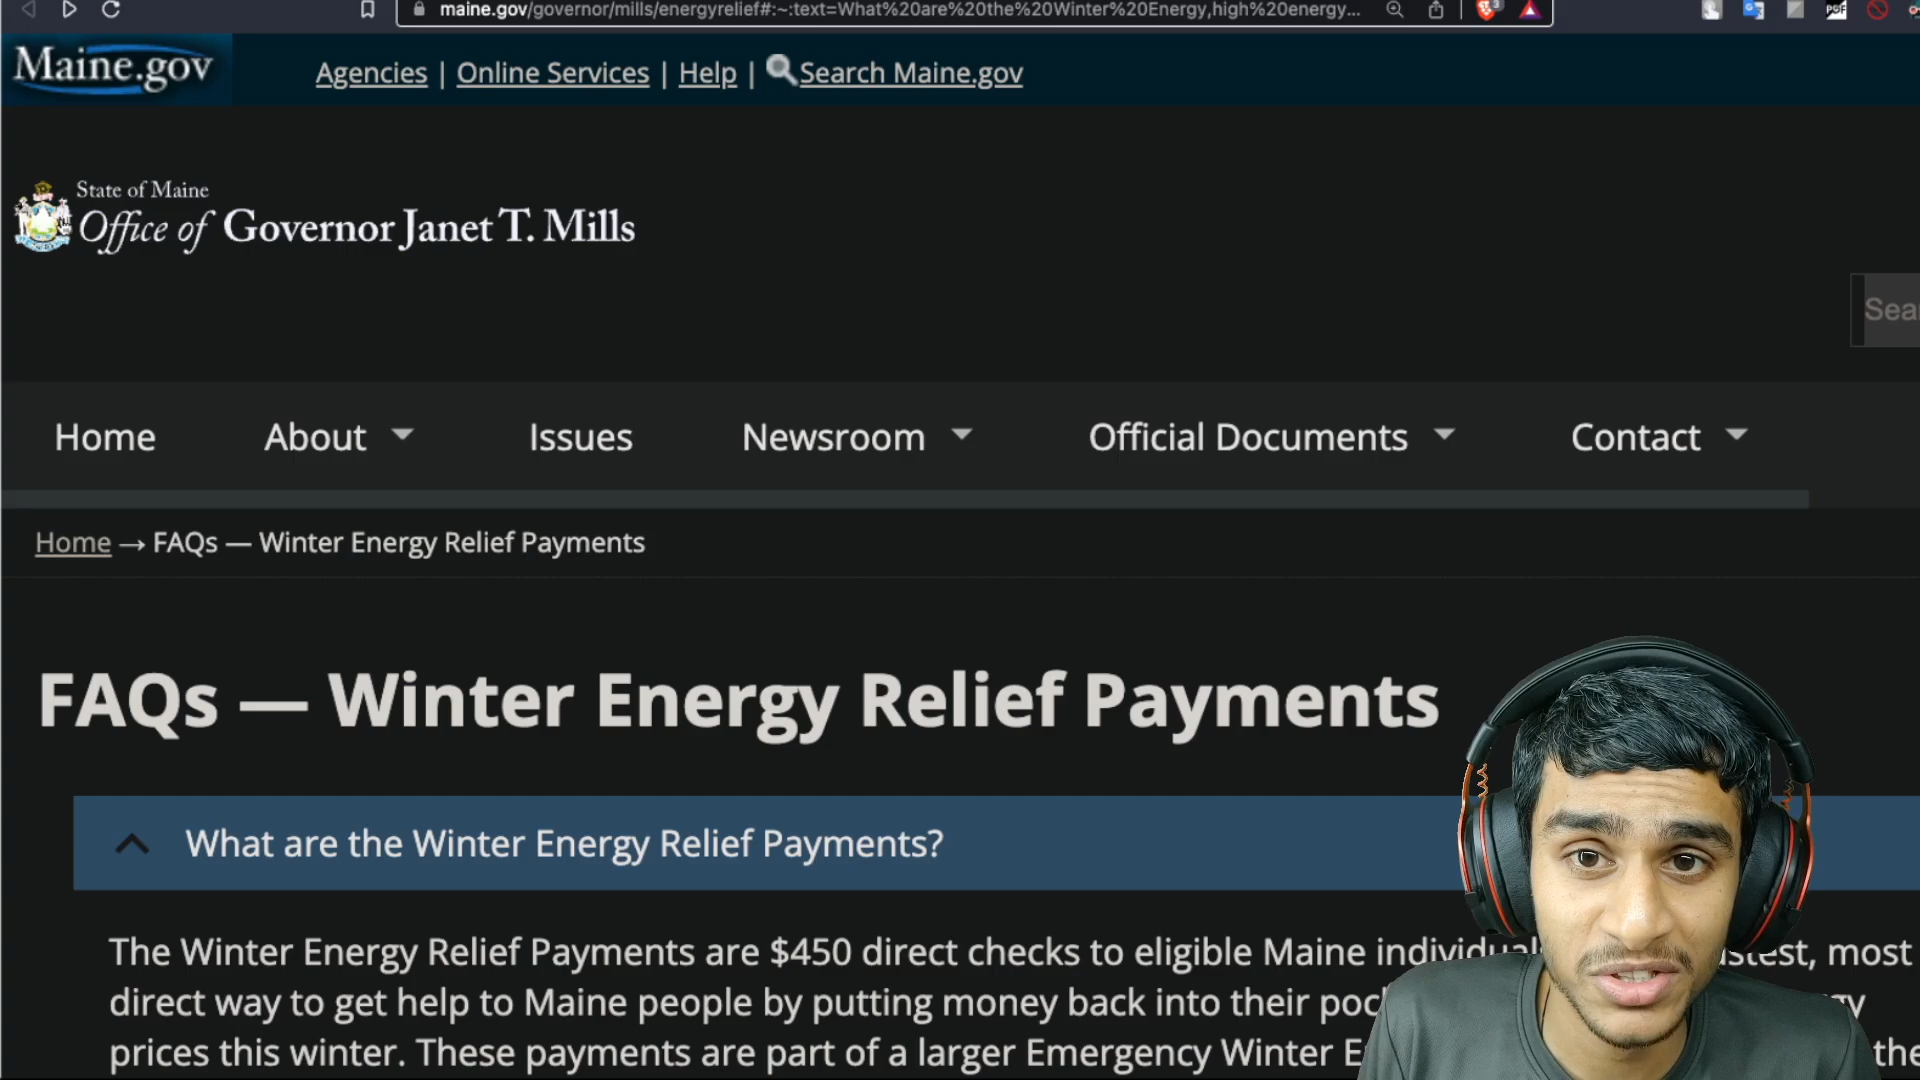 maine.gov/governor/mills/energyrelief#:~:text=What%20are%20the%20Winter%20Energy,high%20energy...
Maine.gov
Agencies | Online Services | Help | Search Maine.gov
State of Maine
Office of Governor Janet T. Mills
Sea
Home About Issues Newsroom Official Documents Contact
Home → FAQs — Winter Energy Relief Payments
FAQs — Winter Energy Relief Payments
What are the Winter Energy Relief Payments?
The Winter Energy Relief Payments are $450 direct checks to eligible Maine individual most
direct way to get help to Maine people by putting money back into their
prices this winter. These payments are part of a larger Emergency Winter the